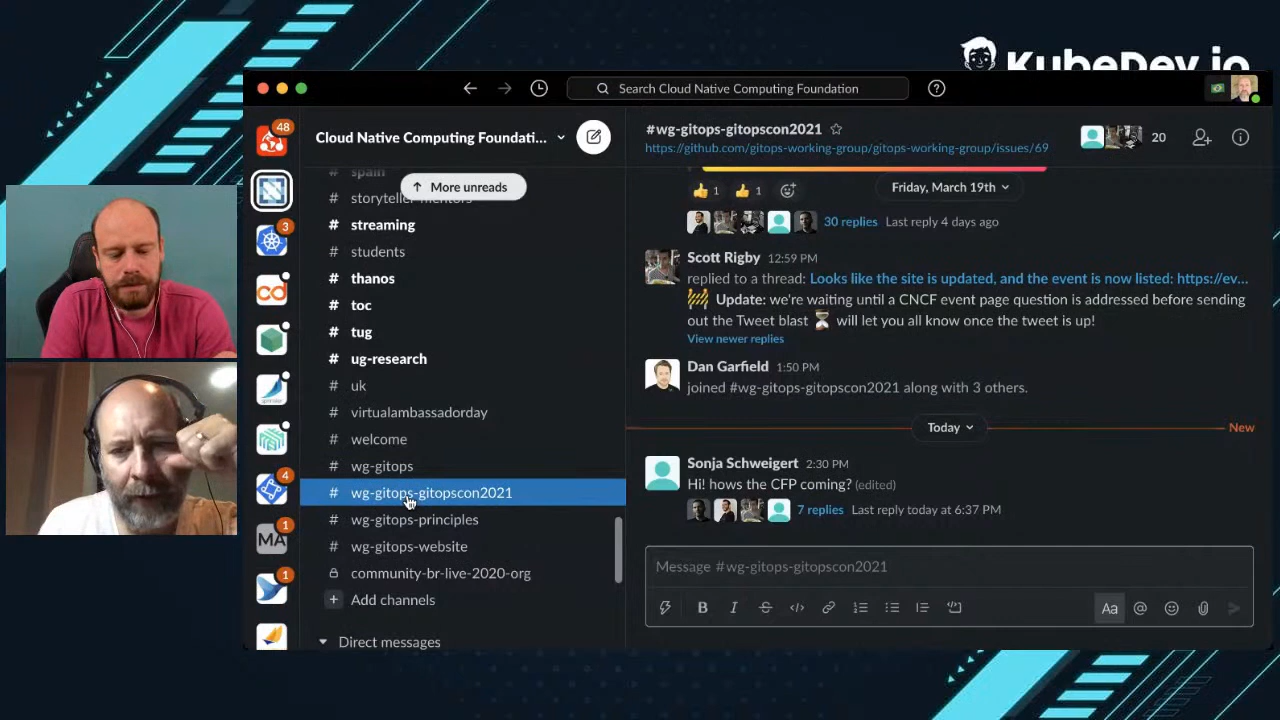 KubeDev.io
Search Cloud Native Computing Foundation
48
Cloud Native Computing Foundati...
#wg-gitops-gitopscon2021
https://github.com/gitops-working-group/gitops-working-group/issues/69
20
# spain
More unreads
# storyteller-mentors
# streaming
# students
# thanos
# toc
# tug
# ug-research
# uk
# virtualambassadorday
# welcome
# wg-gitops
# wg-gitops-gitopscon2021
# wg-gitops-principles
# wg-gitops-website
community-br-live-2020-org
+ Add channels
Direct messages
3
cd
4
MA
1
1
1 1
Friday, March 19th
30 replies Last reply 4 days ago
Scott Rigby 12:59 PM
replied to a thread: Looks like the site is updated, and the event is now listed: https://ev...
Update: we're waiting until a CNCF event page question is addressed before sending
out the Tweet blast will let you all know once the tweet is up!
View newer replies
Dan Garfield 1:50 PM
joined #wg-gitops-gitopscon2021 along with 3 others.
Today
New
Sonja Schweigert 2:30 PM
Hi! hows the CFP coming? (edited)
7 replies Last reply today at 6:37 PM
Message #wg-gitops-gitopscon2021
B I S Aa @